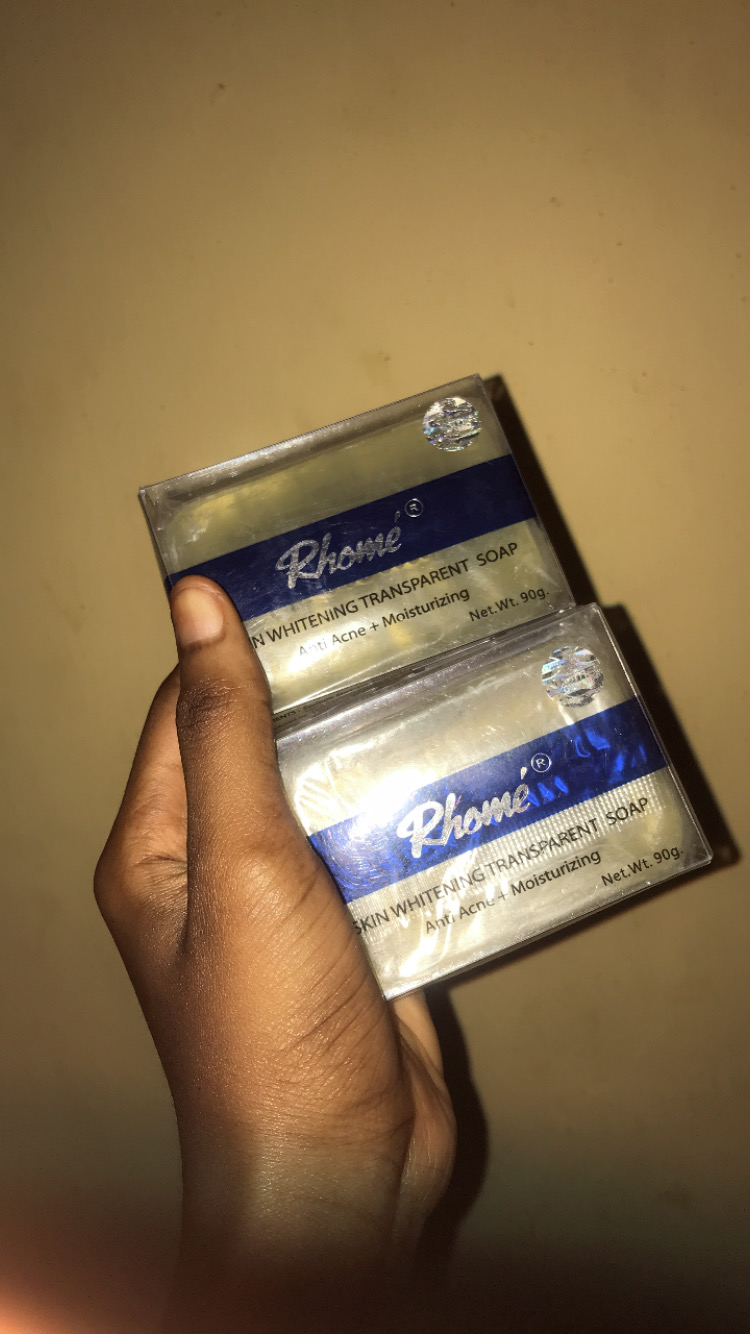 Rhomé®
N WHITENING TRANSPARENT SOAP
Anti Acne + Moisturizing
Net.Wt. 90g.
Rhomé®
SKIN WHITENING TRANSPARENT SOAP
Anti Acne + Moisturizing
Net.Wt. 90g.